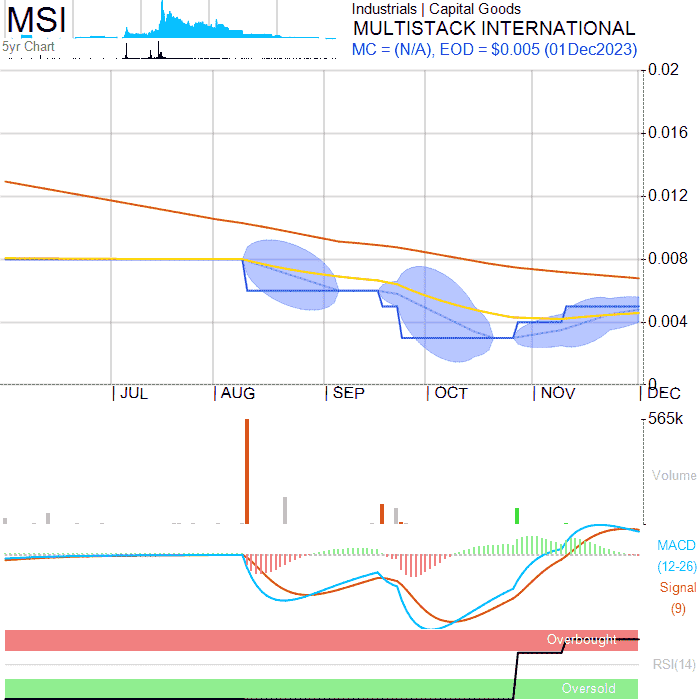 MSI
5yr Chart
Industrials | Capital Goods
MULTISTACK INTERNATIONAL
MC = (N/A), EOD = $0.005 (01Dec2023)
0.02
0.016
0.012
0.008
0.004
0
JUL AUG SEP OCT NOV DEC
565k
Volume
MACD
(12-26)
Signal
(9)
Overbought
RSI(14)
Oversold